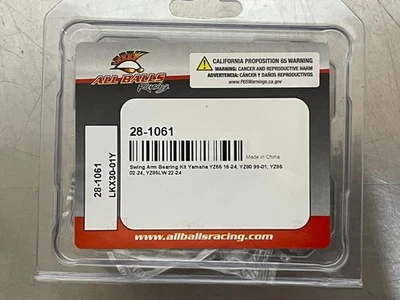 ALL BALLS
Racing
CALIFORNIA PROPOSITION 65 WARNING
WARNING: CANCER AND REPRODUCTIVE HARM
ADVERTENCIA: CÁNCER Y DAÑOS REPRODUCTIVOS
www.P65Warnings.ca.gov
28-1061
Made in China
Swing Arm Bearing Kit Yamaha YZ65 18-24, YZ80 99-01, YZ85
02-24, YZ85LW 22-24
28-1061
LKX30-01Y
www.allballsracing.com